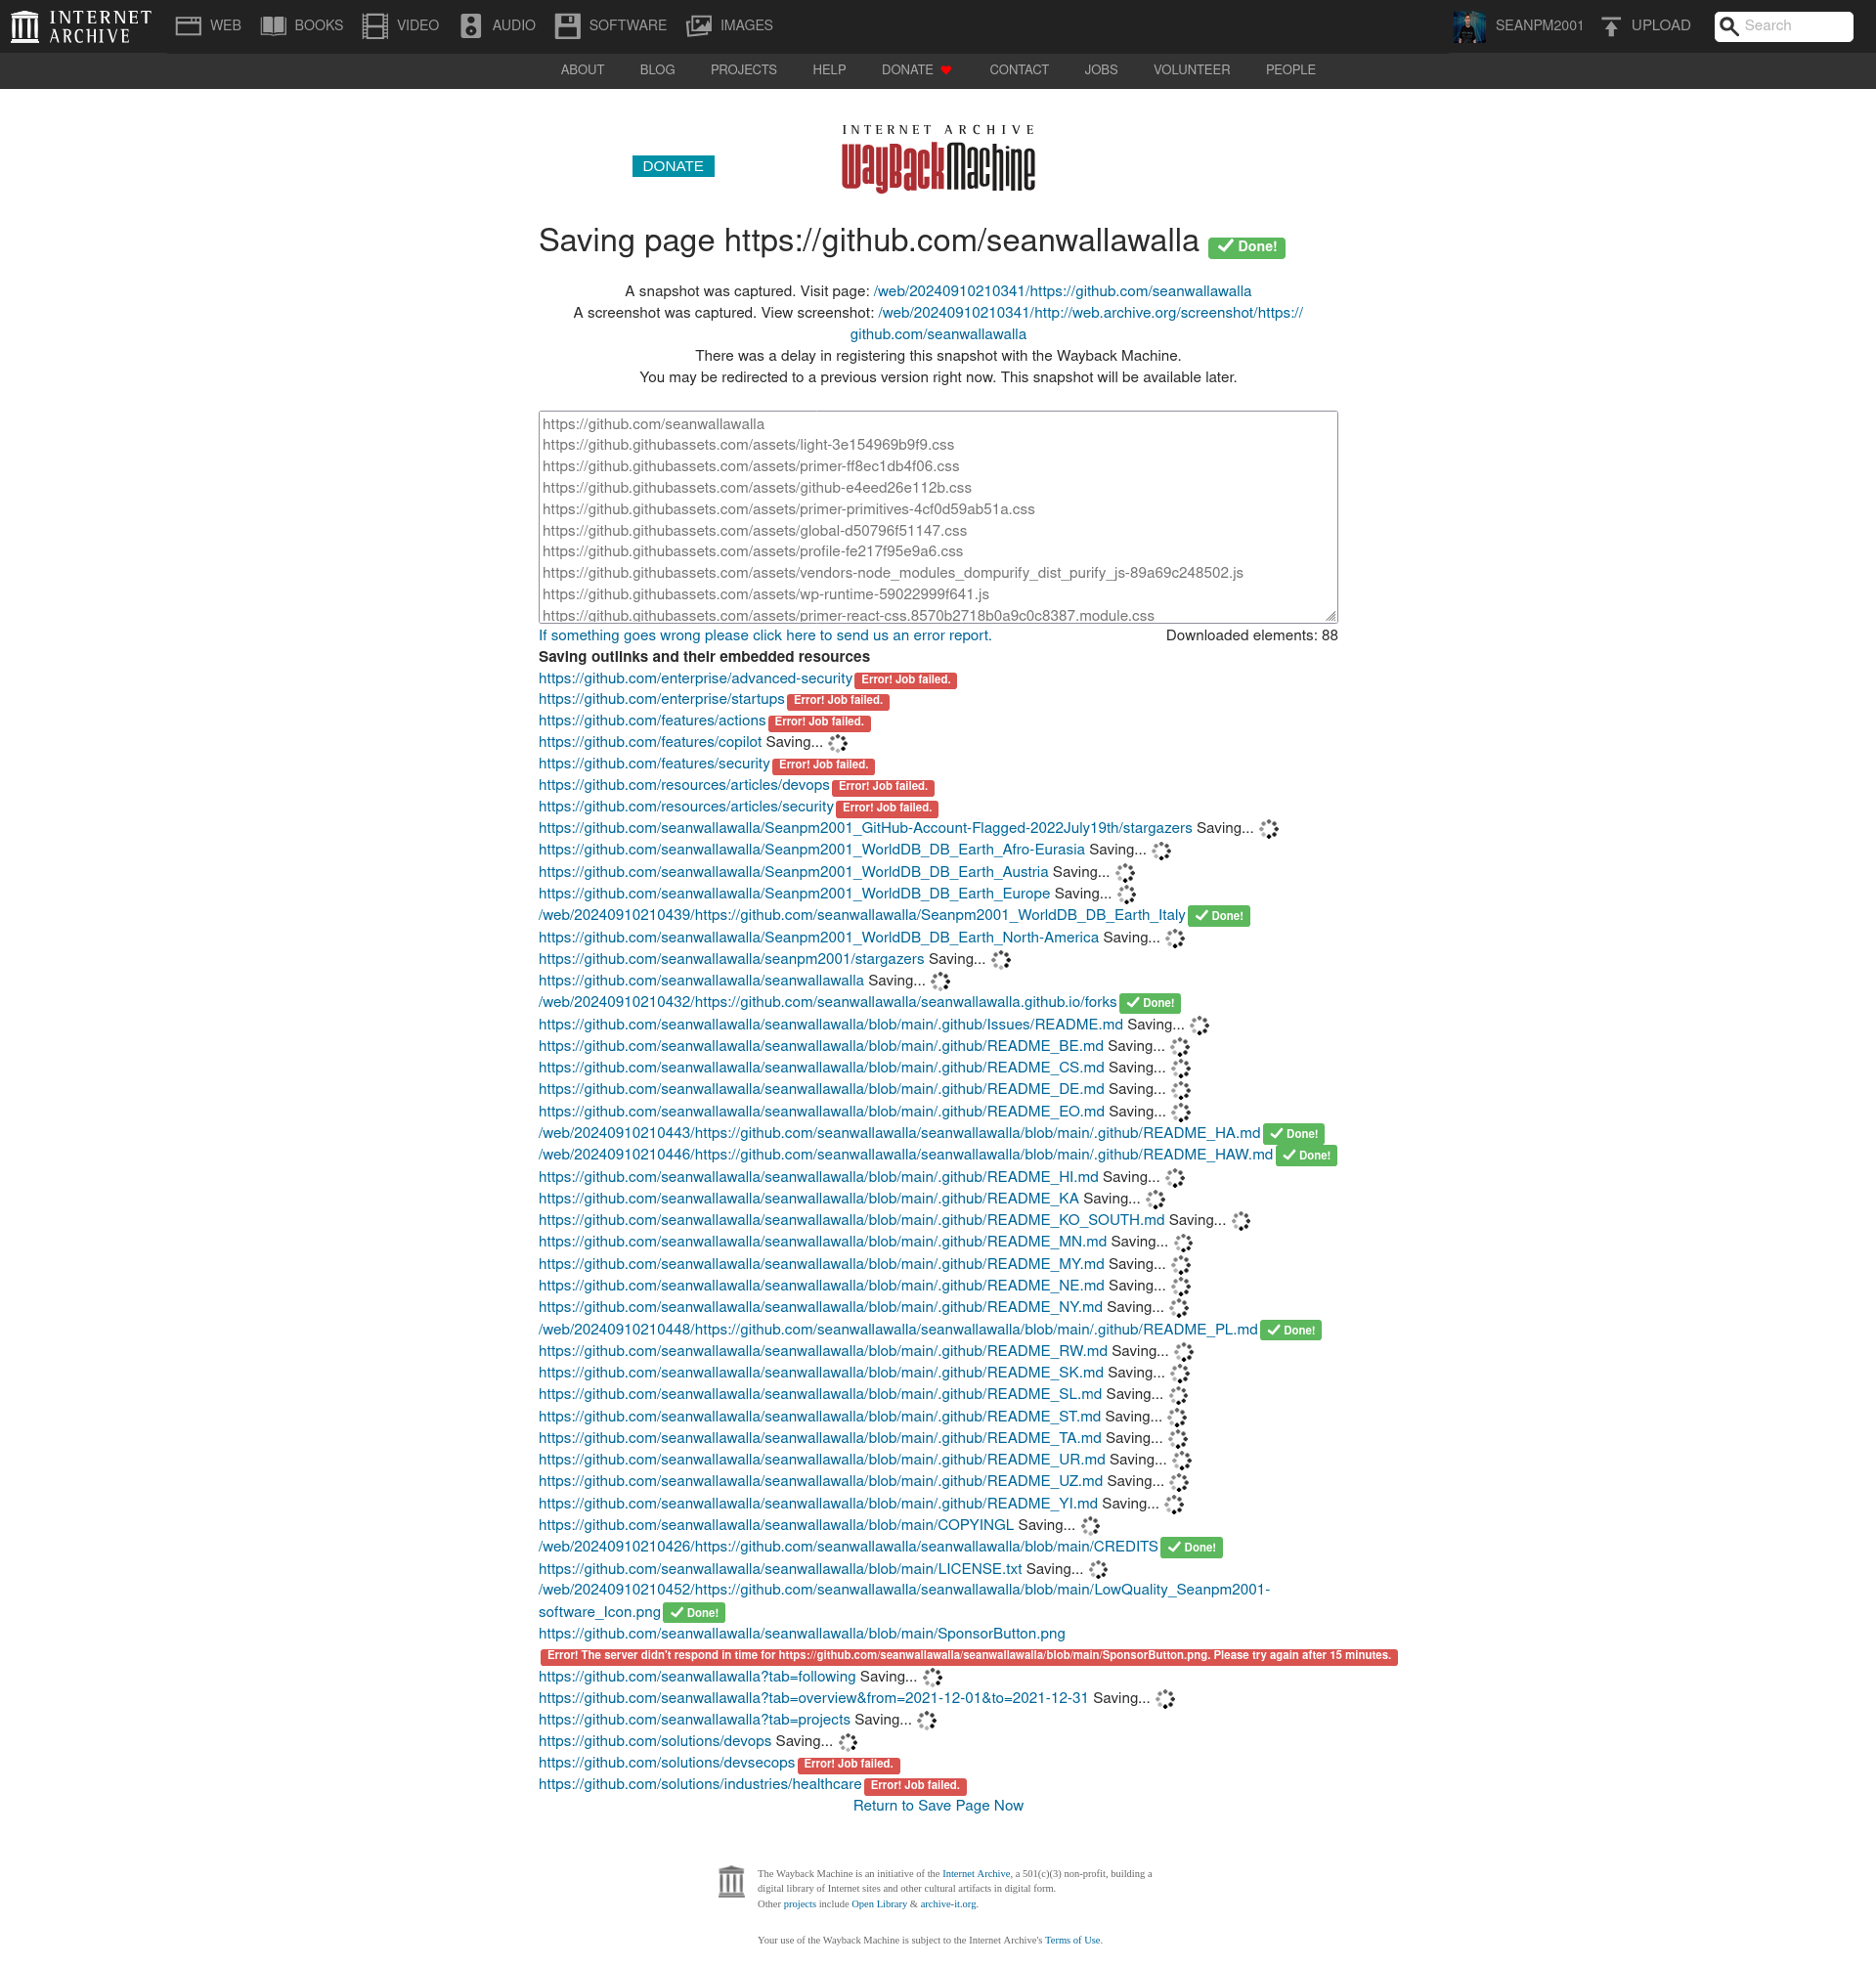 INTERNET ARCHIVE
WEB BOOKS VIDEO AUDIO SOFTWARE IMAGES SEANPM2001 UPLOAD Search
ABOUT BLOG PROJECTS HELP DONATE CONTACT JOBS VOLUNTEER PEOPLE
INTERNET ARCHIVE
DONATE
WayBackMachine
Saving page https://github.com/seanwallawalla Done!
A snapshot was captured. Visit page: /web/20240910210341/https://github.com/seanwallawalla
A screenshot was captured. View screenshot: /web/20240910210341/http://web.archive.org/screenshot/https://
github.com/seanwallawalla
There was a delay in registering this snapshot with the Wayback Machine.
You may be redirected to a previous version right now. This snapshot will be available later.
https://github.com/seanwallawalla
https://github.githubassets.com/assets/light-3e154969b9f9.css
https://github.githubassets.com/assets/primer-ff8ec1db4f06.css
https://github.githubassets.com/assets/github-e4eed26e112b.css
https://github.githubassets.com/assets/primer-primitives-4cf0d59ab51a.css
https://github.githubassets.com/assets/global-d50796f51147.css
https://github.githubassets.com/assets/profile-fe217f95e9a6.css
https://github.githubassets.com/assets/vendors-node_modules_dompurify_dist_purify_js-89a69c248502.js
https://github.githubassets.com/assets/wp-runtime-59022999f641.js
https://github.githubassets.com/assets/primer-react-css.8570b2718b0a9c0c8387.module.css
If something goes wrong please click here to send us an error report. Downloaded elements: 88
Saving outlinks and their embedded resources
https://github.com/enterprise/advanced-security Error! Job failed.
https://github.com/enterprise/startups Error! Job failed.
https://github.com/features/actions Error! Job failed.
https://github.com/features/copilot Saving...
https://github.com/features/security Error! Job failed.
https://github.com/resources/articles/devops Error! Job failed.
https://github.com/resources/articles/security Error! Job failed.
https://github.com/seanwallawalla/Seanpm2001_GitHub-Account-Flagged-2022July19th/stargazers Saving...
https://github.com/seanwallawalla/Seanpm2001_WorldDB_DB_Earth_Afro-Eurasia Saving...
https://github.com/seanwallawalla/Seanpm2001_WorldDB_DB_Earth_Austria Saving...
https://github.com/seanwallawalla/Seanpm2001_WorldDB_DB_Earth_Europe Saving...
/web/20240910210439/https://github.com/seanwallawalla/Seanpm2001_WorldDB_DB_Earth_Italy Done!
https://github.com/seanwallawalla/Seanpm2001_WorldDB_DB_Earth_North-America Saving...
https://github.com/seanwallawalla/seanpm2001/stargazers Saving...
https://github.com/seanwallawalla/seanwallawalla Saving...
/web/20240910210432/https://github.com/seanwallawalla/seanwallawalla.github.io/forks Done!
https://github.com/seanwallawalla/seanwallawalla/blob/main/.github/Issues/README.md Saving...
https://github.com/seanwallawalla/seanwallawalla/blob/main/.github/README_BE.md Saving...
https://github.com/seanwallawalla/seanwallawalla/blob/main/.github/README_CS.md Saving...
https://github.com/seanwallawalla/seanwallawalla/blob/main/.github/README_DE.md Saving...
https://github.com/seanwallawalla/seanwallawalla/blob/main/.github/README_EO.md Saving...
/web/20240910210443/https://github.com/seanwallawalla/seanwallawalla/blob/main/.github/README_HA.md Done!
/web/20240910210446/https://github.com/seanwallawalla/seanwallawalla/blob/main/.github/README_HAW.md Done!
https://github.com/seanwallawalla/seanwallawalla/blob/main/.github/README_HI.md Saving...
https://github.com/seanwallawalla/seanwallawalla/blob/main/.github/README_KA Saving...
https://github.com/seanwallawalla/seanwallawalla/blob/main/.github/README_KO_SOUTH.md Saving...
https://github.com/seanwallawalla/seanwallawalla/blob/main/.github/README_MN.md Saving...
https://github.com/seanwallawalla/seanwallawalla/blob/main/.github/README_MY.md Saving...
https://github.com/seanwallawalla/seanwallawalla/blob/main/.github/README_NE.md Saving...
https://github.com/seanwallawalla/seanwallawalla/blob/main/.github/README_NY.md Saving...
/web/20240910210448/https://github.com/seanwallawalla/seanwallawalla/blob/main/.github/README_PL.md Done!
https://github.com/seanwallawalla/seanwallawalla/blob/main/.github/README_RW.md Saving...
https://github.com/seanwallawalla/seanwallawalla/blob/main/.github/README_SK.md Saving...
https://github.com/seanwallawalla/seanwallawalla/blob/main/.github/README_SL.md Saving...
https://github.com/seanwallawalla/seanwallawalla/blob/main/.github/README_ST.md Saving...
https://github.com/seanwallawalla/seanwallawalla/blob/main/.github/README_TA.md Saving...
https://github.com/seanwallawalla/seanwallawalla/blob/main/.github/README_UR.md Saving...
https://github.com/seanwallawalla/seanwallawalla/blob/main/.github/README_UZ.md Saving...
https://github.com/seanwallawalla/seanwallawalla/blob/main/.github/README_YI.md Saving...
https://github.com/seanwallawalla/seanwallawalla/blob/main/COPYINGL Saving...
/web/20240910210426/https://github.com/seanwallawalla/seanwallawalla/blob/main/CREDITS Done!
https://github.com/seanwallawalla/seanwallawalla/blob/main/LICENSE.txt Saving...
/web/20240910210452/https://github.com/seanwallawalla/seanwallawalla/blob/main/LowQuality_Seanpm2001-
software_Icon.png Done!
https://github.com/seanwallawalla/seanwallawalla/blob/main/SponsorButton.png
Error! The server didn't respond in time for https://github.com/seanwallawalla/seanwallawalla/blob/main/SponsorButton.png. Please try again after 15 minutes.
https://github.com/seanwallawalla?tab=following Saving...
https://github.com/seanwallawalla?tab=overview&from=2021-12-01&to=2021-12-31 Saving...
https://github.com/seanwallawalla?tab=projects Saving...
https://github.com/solutions/devops Saving...
https://github.com/solutions/devsecops Error! Job failed.
https://github.com/solutions/industries/healthcare Error! Job failed.
Return to Save Page Now
The Wayback Machine is an initiative of the Internet Archive, a 501(c)(3) non-profit, building a
digital library of Internet sites and other cultural artifacts in digital form.
Other projects include Open Library & archive-it.org.
Your use of the Wayback Machine is subject to the Internet Archive's Terms of Use.